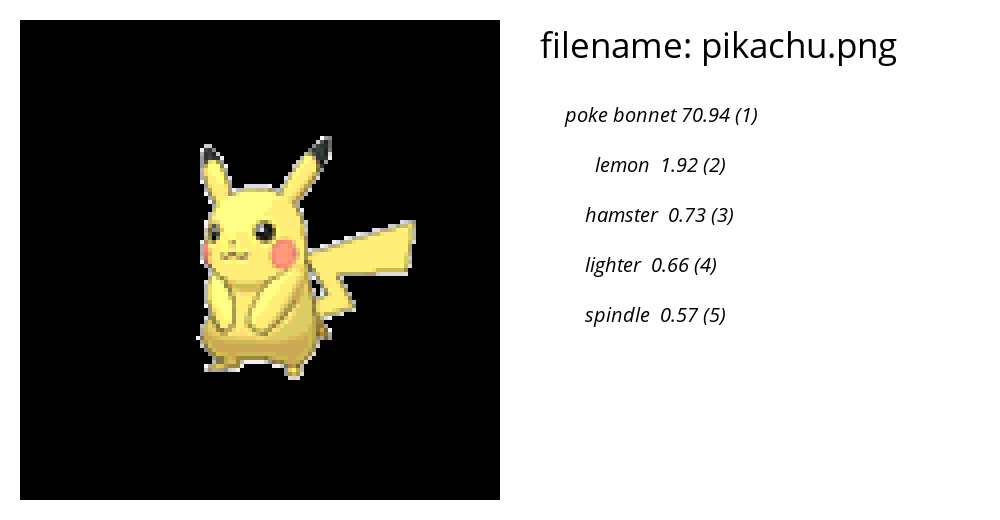 filename: pikachu.png
poke bonnet 70.94 (1)
lemon 1.92 (2)
hamster 0.73 (3)
lighter 0.66 (4)
spindle 0.57 (5)